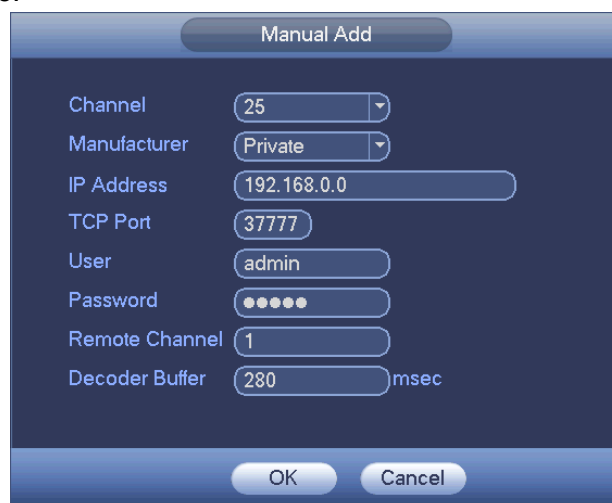 Manual Add
Channel 25
Manufacturer Private
IP Address 192.168.0.0
TCP Port 37777
User admin
Password ●●●●●
Remote Channel 1
Decoder Buffer 280 msec
OK Cancel